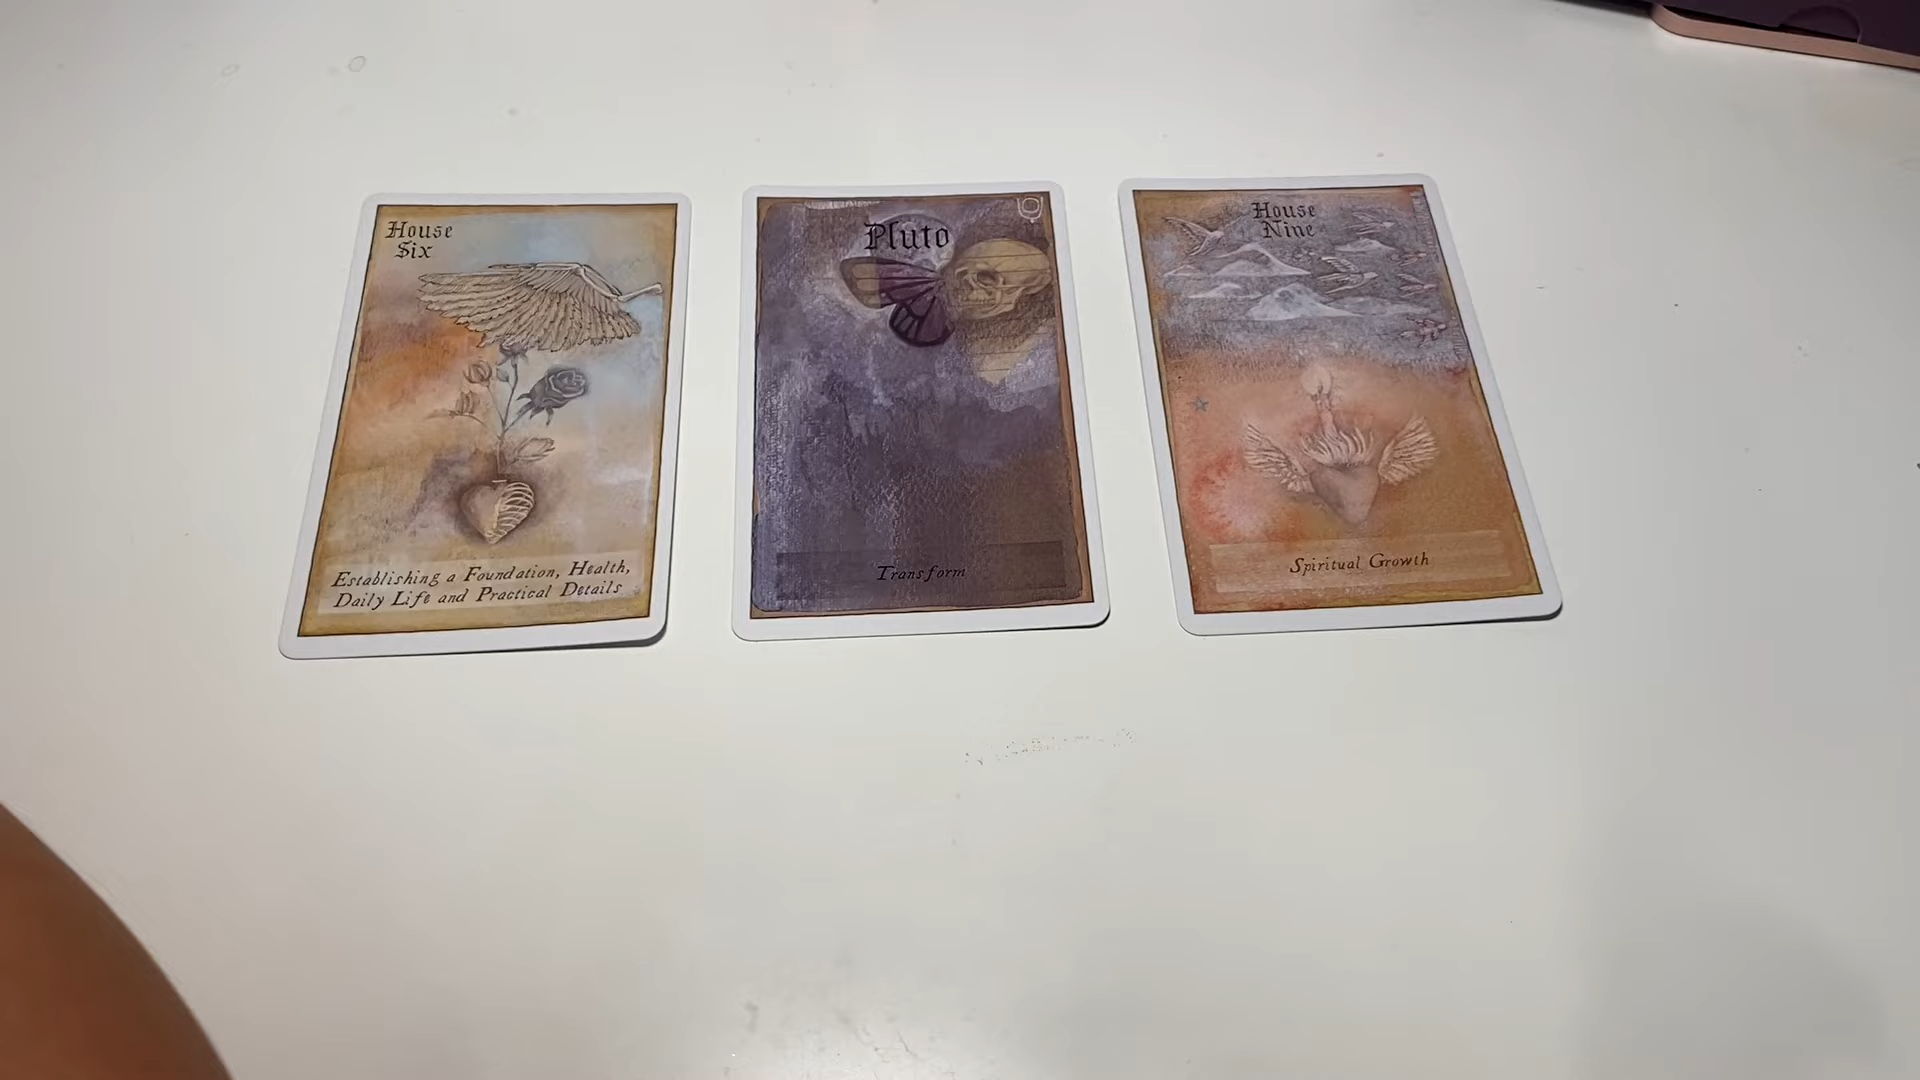 House
Six
Establishing a Foundation, Health,
Daily Life and Practical Details
Pluto
Transform
House
Nine
Spiritual Growth